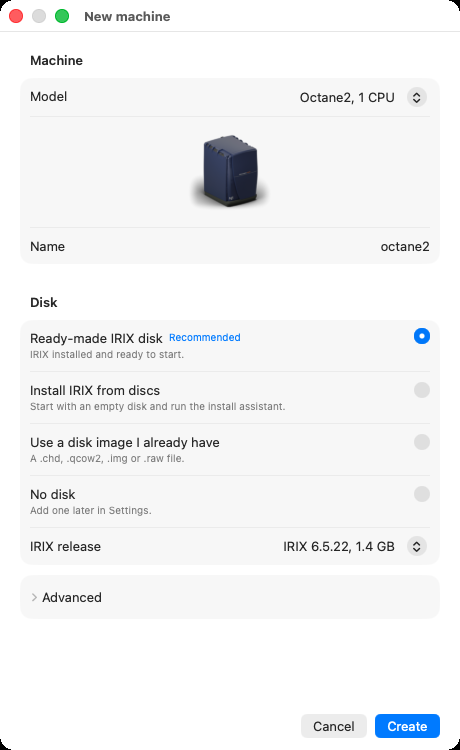 New machine
Machine
Model
Octane2, 1 CPU
Name
octane2
Disk
Ready-made IRIX disk Recommended
IRIX installed and ready to start.
Install IRIX from discs
Start with an empty disk and run the install assistant.
Use a disk image I already have
A .chd, .qcow2, .img or .raw file.
No disk
Add one later in Settings.
IRIX release
IRIX 6.5.22, 1.4 GB
Advanced
Cancel
Create